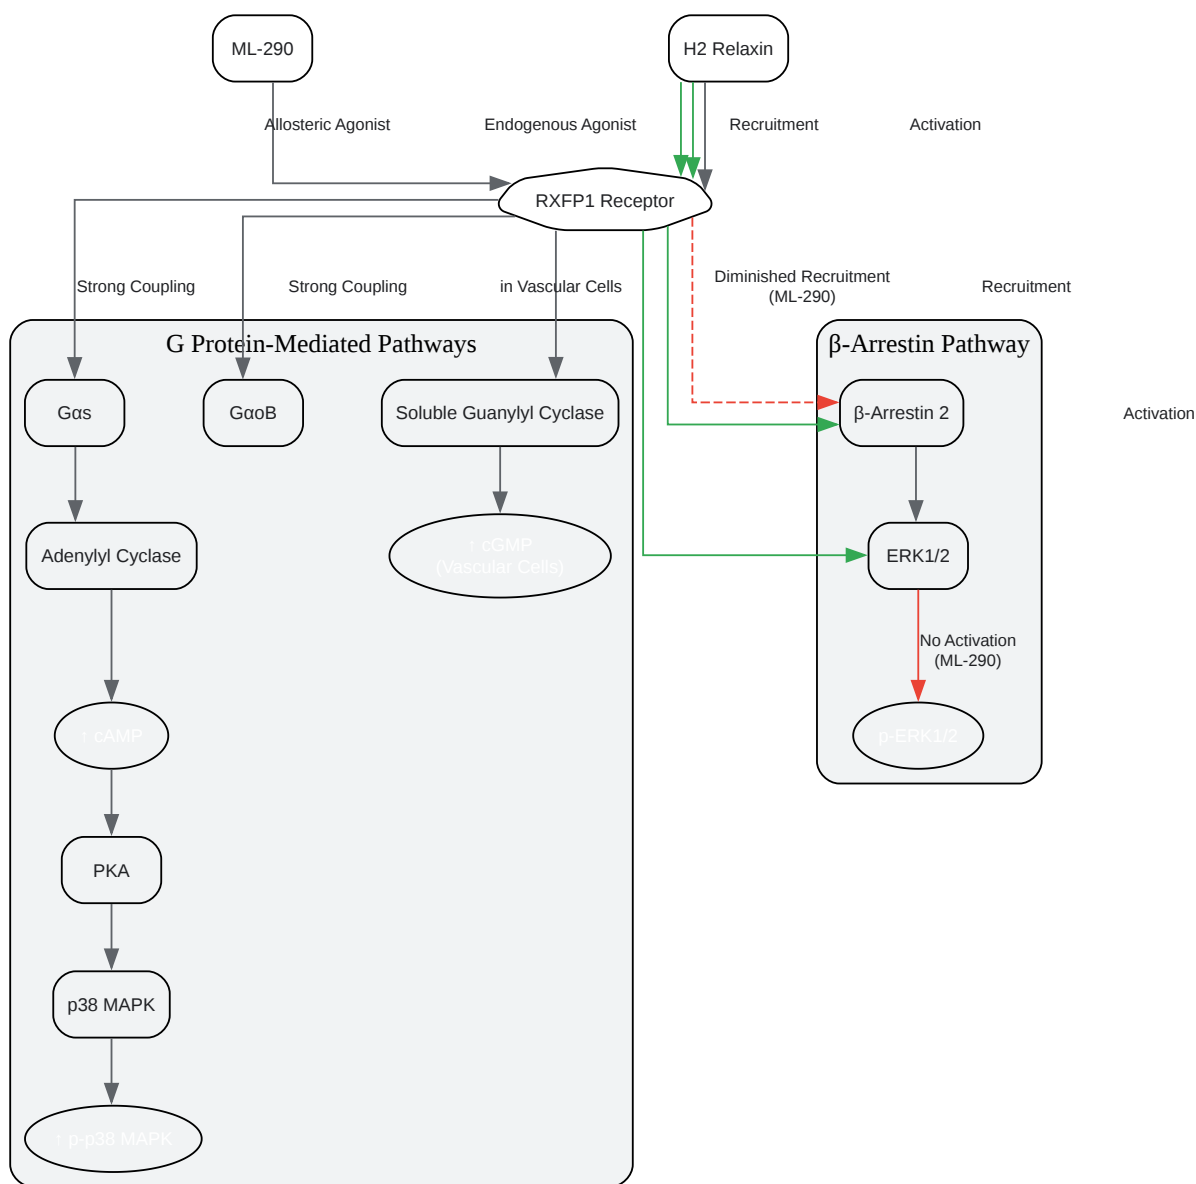 ML-290
H2 Relaxin
Allosteric Agonist
Endogenous Agonist
Recruitment
Activation
RXFP1 Receptor
Strong Coupling
Strong Coupling
in Vascular Cells
Diminished Recruitment
(ML-290)
Recruitment
G Protein-Mediated Pathways
β-Arrestin Pathway
Gαs
GαoB
Soluble Guanylyl Cyclase
β-Arrestin 2
Activation
Adenylyl Cyclase
↑ cGMP
(Vascular Cells)
ERK1/2
No Activation
(ML-290)
↑ cAMP
p-ERK1/2
PKA
p38 MAPK
↑ p-p38 MAPK